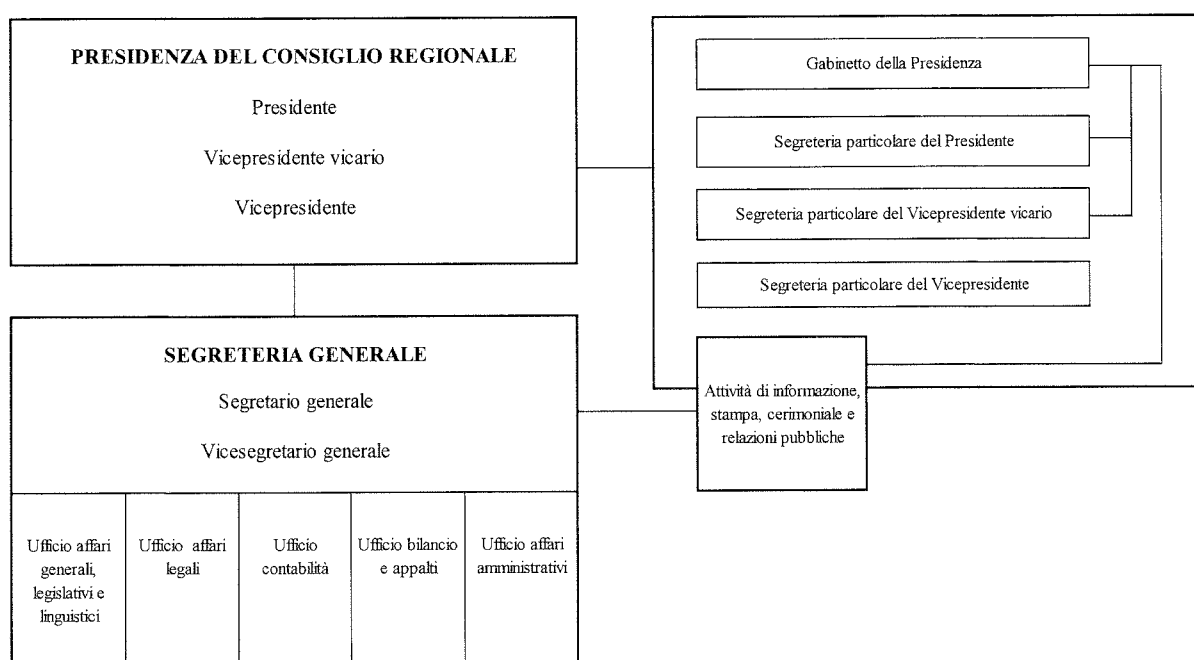 PRESIDENZA DEL CONSIGLIO REGIONALE
Presidente
Vicepresidente vicario
Vicepresidente
Gabinetto della Presidenza
Segreteria particolare del Presidente
Segreteria particolare del Vicepresidente vicario
Segreteria particolare del Vicepresidente
SEGRETERIA GENERALE
Segretario generale
Vicesegretario generale
Attività di informazione,
stampa, cerimoniale e
relazioni pubbliche
Ufficio affari
generali,
legislativi e
linguistici
Ufficio affari
legali
Ufficio
contabilità
Ufficio bilancio
e appalti
Ufficio affari
amministrativi